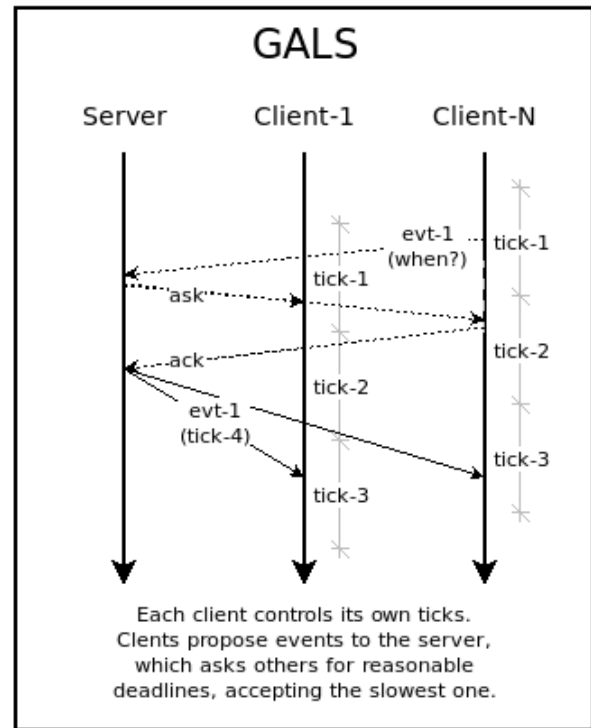 GALS
Server Client-1 Client-N
evt-1
(when?)
tick-1
tick-1
ask
tick-2
ack
tick-2
evt-1
(tick-4)
tick-3
tick-3
Each client controls its own ticks.
Clents propose events to the server,
which asks others for reasonable
deadlines, accepting the slowest one.